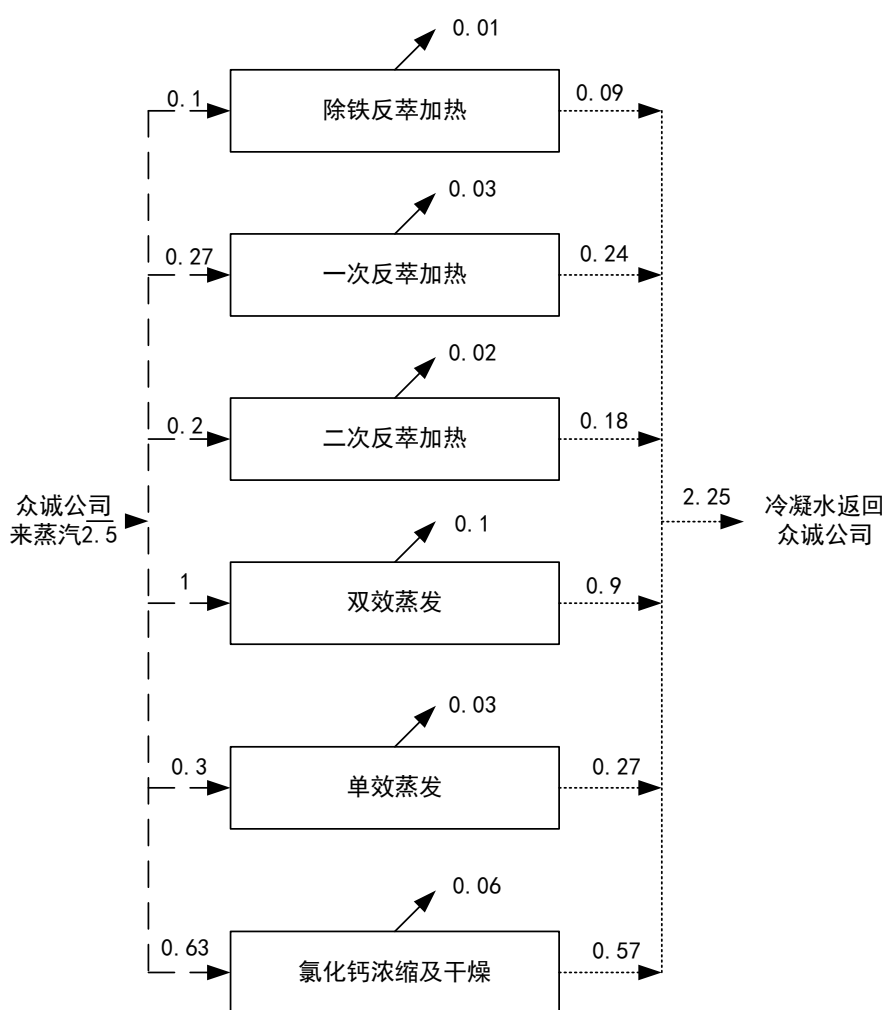 0.01
0.1
除铁反萃加热
0.09
0.03
0.27
一次反萃加热
0.24
0.02
0.2
二次反萃加热
0.18
众诚公司
来蒸汽2.5
2.25
冷凝水返回
众诚公司
0.1
1
双效蒸发
0.9
0.03
0.3
单效蒸发
0.27
0.06
0.63
氯化钙浓缩及干燥
0.57